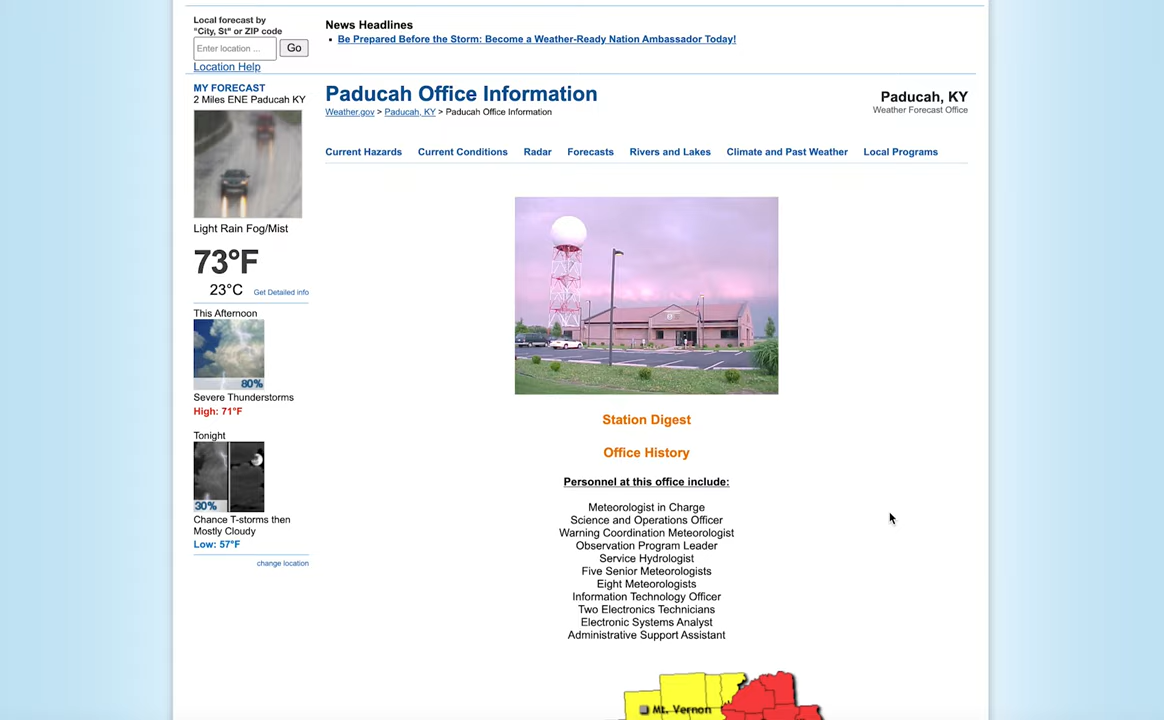 Local forecast by
"City, St" or ZIP code
Enter location ...
Go
Location Help
News Headlines
Be Prepared Before the Storm: Become a Weather-Ready Nation Ambassador Today!
MY FORECAST
2 Miles ENE Paducah KY
Light Rain Fog/Mist
73°F
23°C Get Detailed info
This Afternoon
80%
Severe Thunderstorms
High: 71°F
Tonight
30%
Chance T-storms then
Mostly Cloudy
Low: 57°F
change location
Paducah Office Information
Weather.gov > Paducah, KY > Paducah Office Information
Paducah, KY
Weather Forecast Office
Current Hazards Current Conditions Radar Forecasts Rivers and Lakes Climate and Past Weather Local Programs
Station Digest
Office History
Personnel at this office include:
Meteorologist in Charge
Science and Operations Officer
Warning Coordination Meteorologist
Observation Program Leader
Service Hydrologist
Five Senior Meteorologists
Eight Meteorologists
Information Technology Officer
Two Electronics Technicians
Electronic Systems Analyst
Administrative Support Assistant
Mt. Vernon